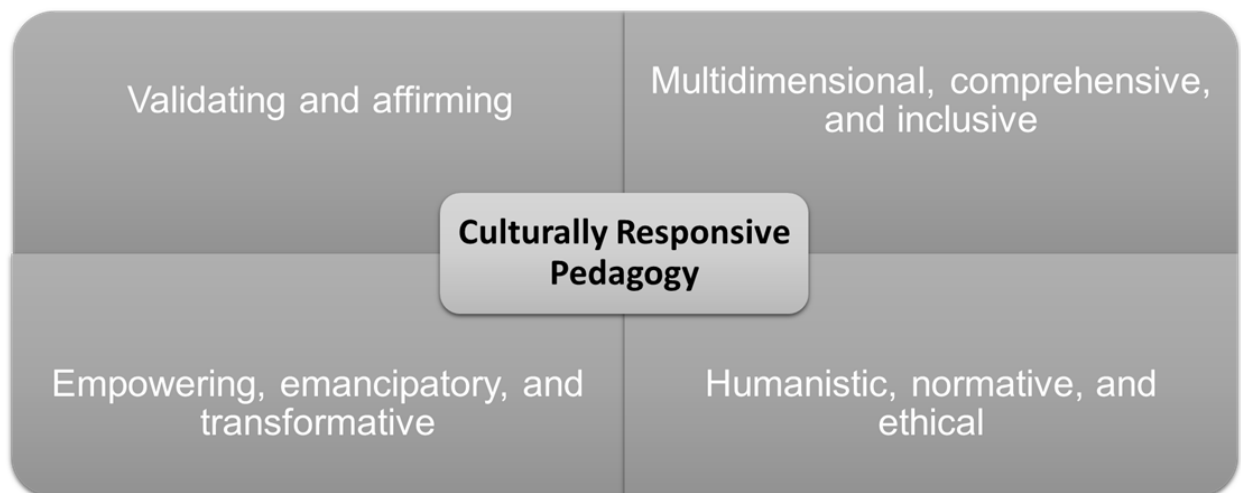 Validating and affirming
Multidimensional, comprehensive,
and inclusive
Culturally Responsive
Pedagogy
Empowering, emancipatory, and
transformative
Humanistic, normative, and
ethical